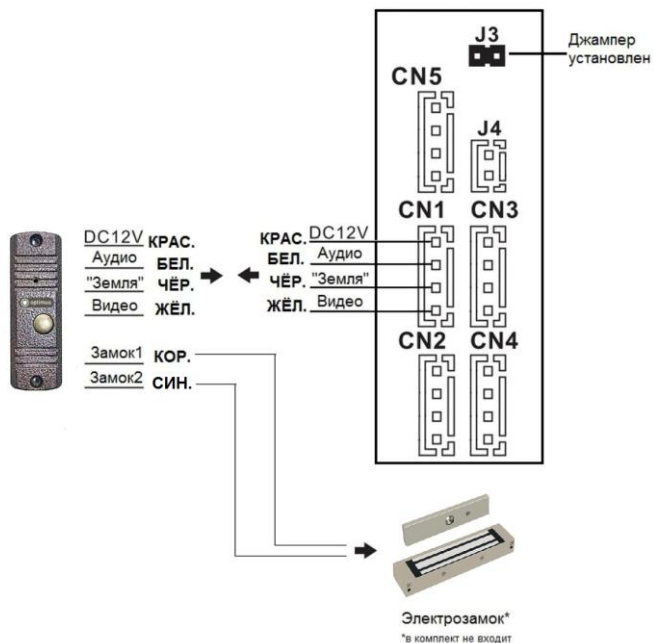 J3
Джампер
установлен
CN5
J4
CN1 CN3
DC12V КРАС.
Аудио БЕЛ.
"Земля" ЧЁР.
Видео ЖЁЛ.
КРАС. DC12V
БЕЛ. Аудио
ЧЁР. "Земля"
ЖЁЛ. Видео
optimus
CN2 CN4
Замок1 КОР.
Замок2 СИН.
Электрозамок*
*в комплект не входит